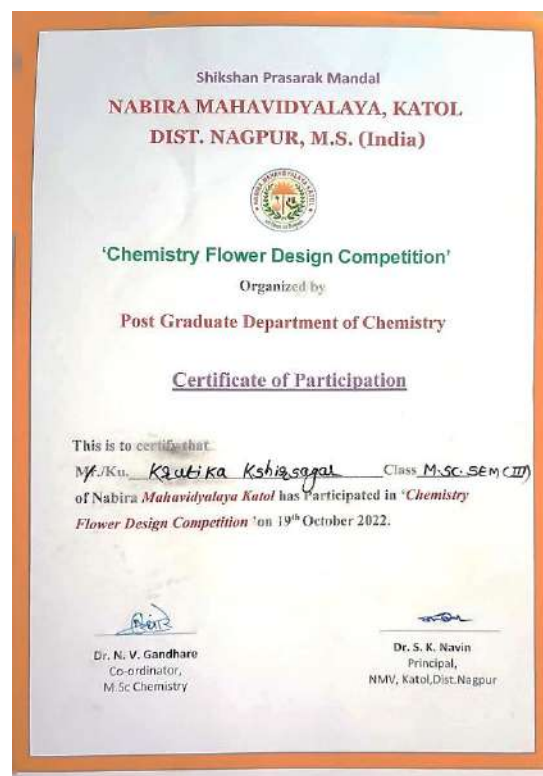 Shikshan Prasarak Mandal
NABIRA MAHAVIDYALAYA, KATOL
DIST. NAGPUR, M.S. (India)
‘Chemistry Flower Design Competition’
Organized by
Post Graduate Department of Chemistry
Certificate of Participation
This is to certify that
Mr./Ku. Krutika Kshirsagar Class M.Sc. SEM (III)
of Nabira Mahavidyalaya Katol has Participated in ‘Chemistry
Flower Design Competition ’on 19th October 2022.
Dr. N. V. Gandhare
Co-ordinator,
M.Sc Chemistry
Dr. S. K. Navin
Principal,
NMV, Katol,Dist.Nagpur